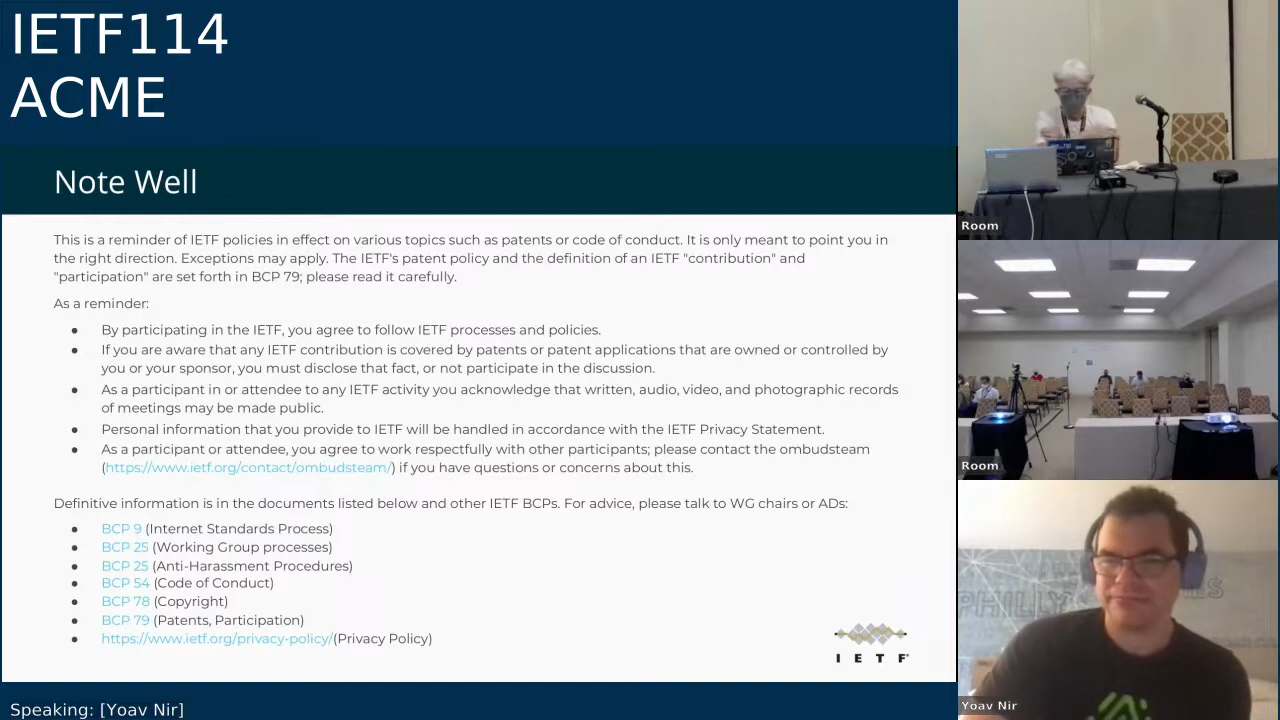 IETF114
ACME
Note Well
This is a reminder of IETF policies in effect on various topics such as patents or code of conduct. It is only meant to point you in
the right direction. Exceptions may apply. The IETF's patent policy and the definition of an IETF "contribution" and
"participation" are set forth in BCP 79; please read it carefully.
As a reminder:
● By participating in the IETF, you agree to follow IETF processes and policies.
● If you are aware that any IETF contribution is covered by patents or patent applications that are owned or controlled by
you or your sponsor, you must disclose that fact, or not participate in the discussion.
● As a participant in or attendee to any IETF activity you acknowledge that written, audio, video, and photographic records
of meetings may be made public.
● Personal information that you provide to IETF will be handled in accordance with the IETF Privacy Statement.
● As a participant or attendee, you agree to work respectfully with other participants; please contact the ombudsteam
(https://www.ietf.org/contact/ombudsteam/) if you have questions or concerns about this.
Definitive information is in the documents listed below and other IETF BCPs. For advice, please talk to WG chairs or ADs:
● BCP 9 (Internet Standards Process)
● BCP 25 (Working Group processes)
● BCP 25 (Anti-Harassment Procedures)
● BCP 54 (Code of Conduct)
● BCP 78 (Copyright)
● BCP 79 (Patents, Participation)
● https://www.ietf.org/privacy-policy/(Privacy Policy)
I E T F
Speaking: [Yoav Nir]
Room
Room
PHILLY
Yoav Nir